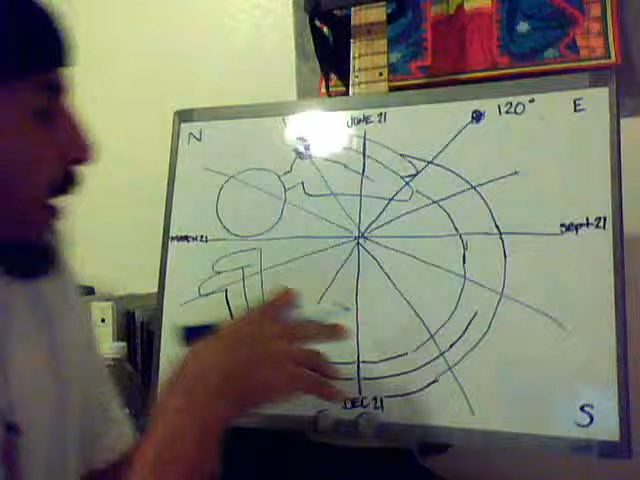 N
JUNE 21
120°
E
MARCH 21
Sept 21
DEC 21
S